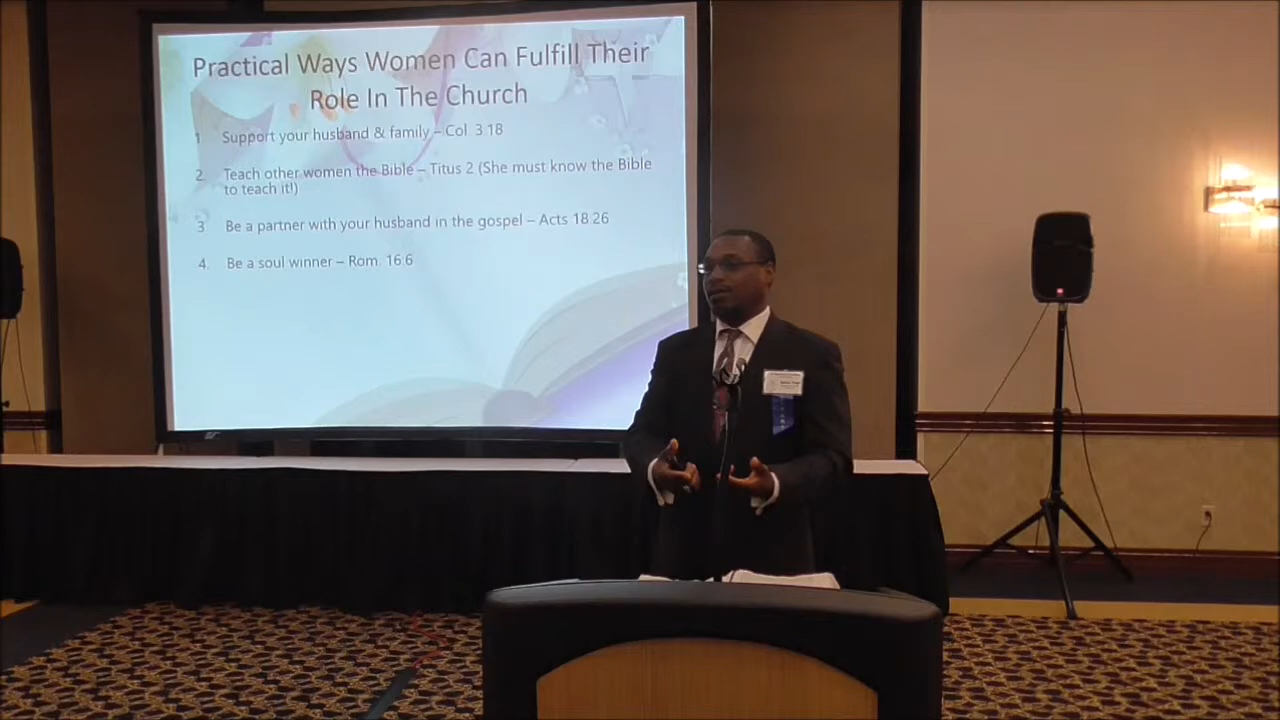 Practical Ways Women Can Fulfill Their
Role In The Church
1. Support your husband & family – Col. 3:18
2. Teach other women the Bible – Titus 2 (She must know the Bible
to teach it!)
3. Be a partner with your husband in the gospel – Acts 18:26
4. Be a soul winner – Rom. 16:6